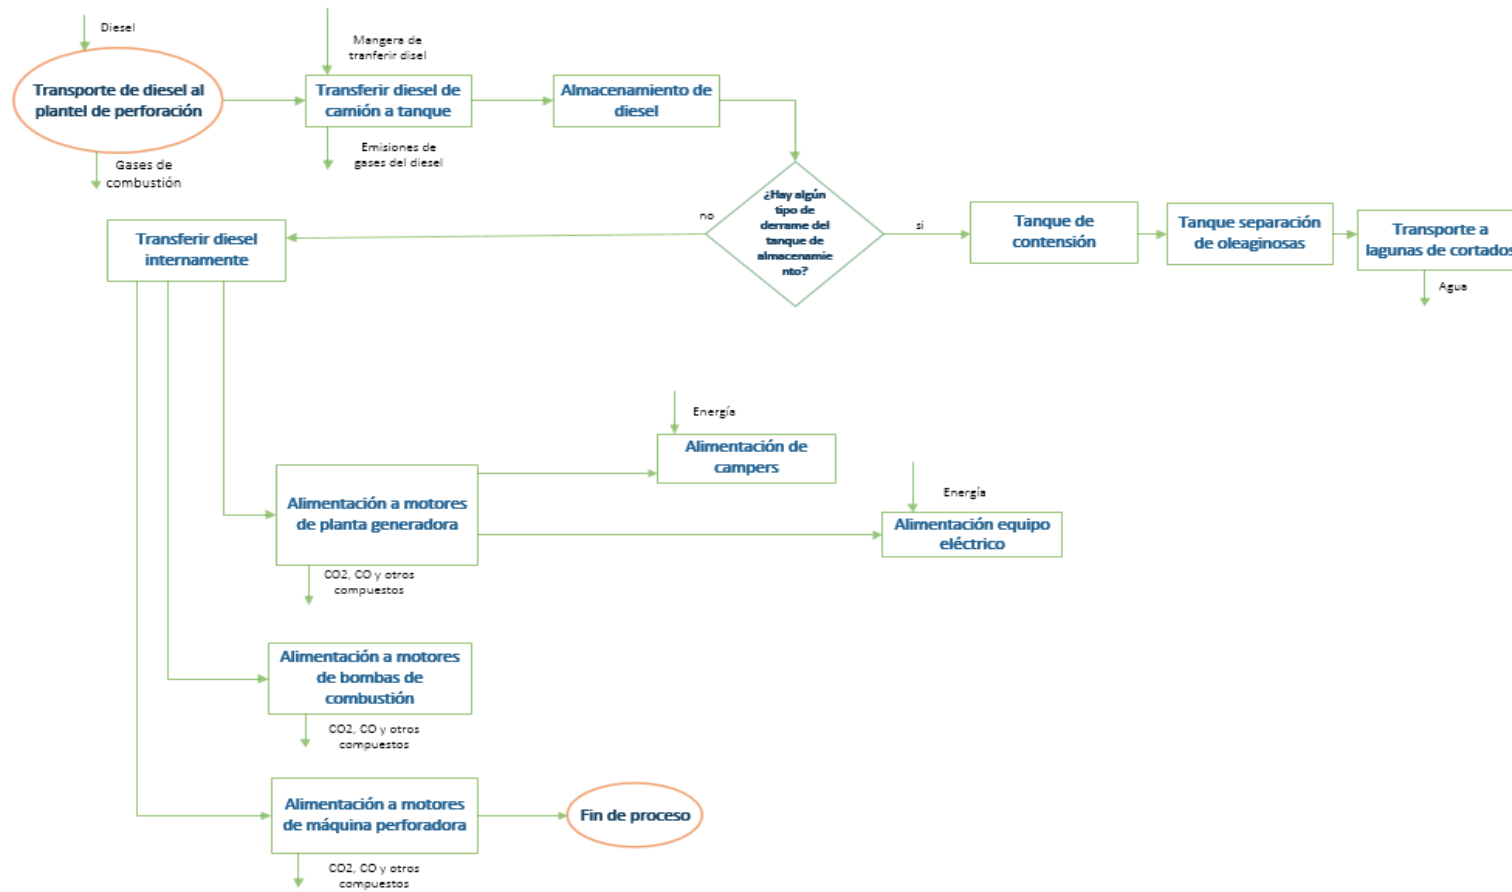 Diesel
Transporte de diesel al
plantel de perforación
Gases de
combustión
Mangera de
tranferir disel
Transferir diesel de
camión a tanque
Emisiones de
gases del diesel
Almacenamiento de
diesel
¿Hay algún
tipo de
derrame del
tanque de
almacenamie
nto?
no
si
Tanque de
contensión
Tanque separación
de oleaginosas
Transporte a
lagunas de cortados
Agua
Transferir diesel
internamente
Energía
Alimentación de
campers
Energía
Alimentación equipo
eléctrico
Alimentación a motores
de planta generadora
CO2, CO y otros
compuestos
Alimentación a motores
de bombas de
combustión
CO2, CO y otros
compuestos
Alimentación a motores
de máquina perforadora
CO2, CO y otros
compuestos
Fin de proceso